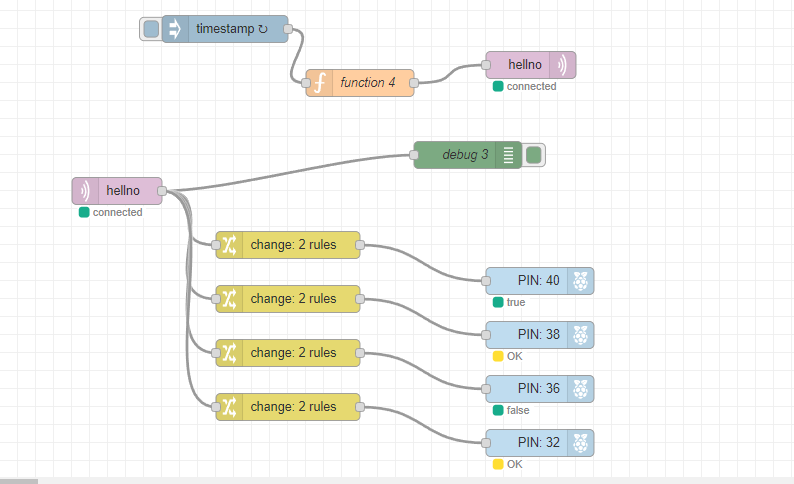 timestamp ↻
function 4
hellno
connected
debug 3
hellno
connected
change: 2 rules
PIN: 40
true
change: 2 rules
PIN: 38
OK
change: 2 rules
PIN: 36
false
change: 2 rules
PIN: 32
OK